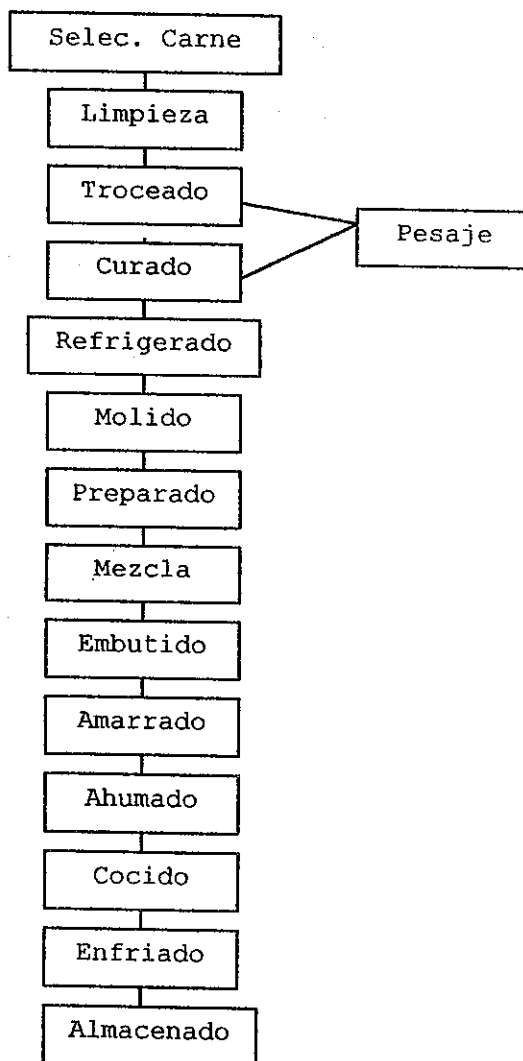 Selec. Carne
Limpieza
Troceado
Pesaje
Curado
Refrigerado
Molido
Preparado
Mezcla
Embutido
Amarrado
Ahumado
Cocido
Enfriado
Almacenado